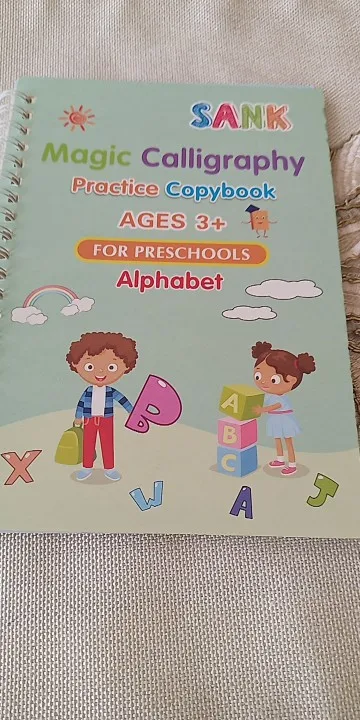 SANK
Magic Calligraphy
Practice Copybook
AGES 3+
FOR PRESCHOOLS
Alphabet
P
A
B
C
X
W
A
J